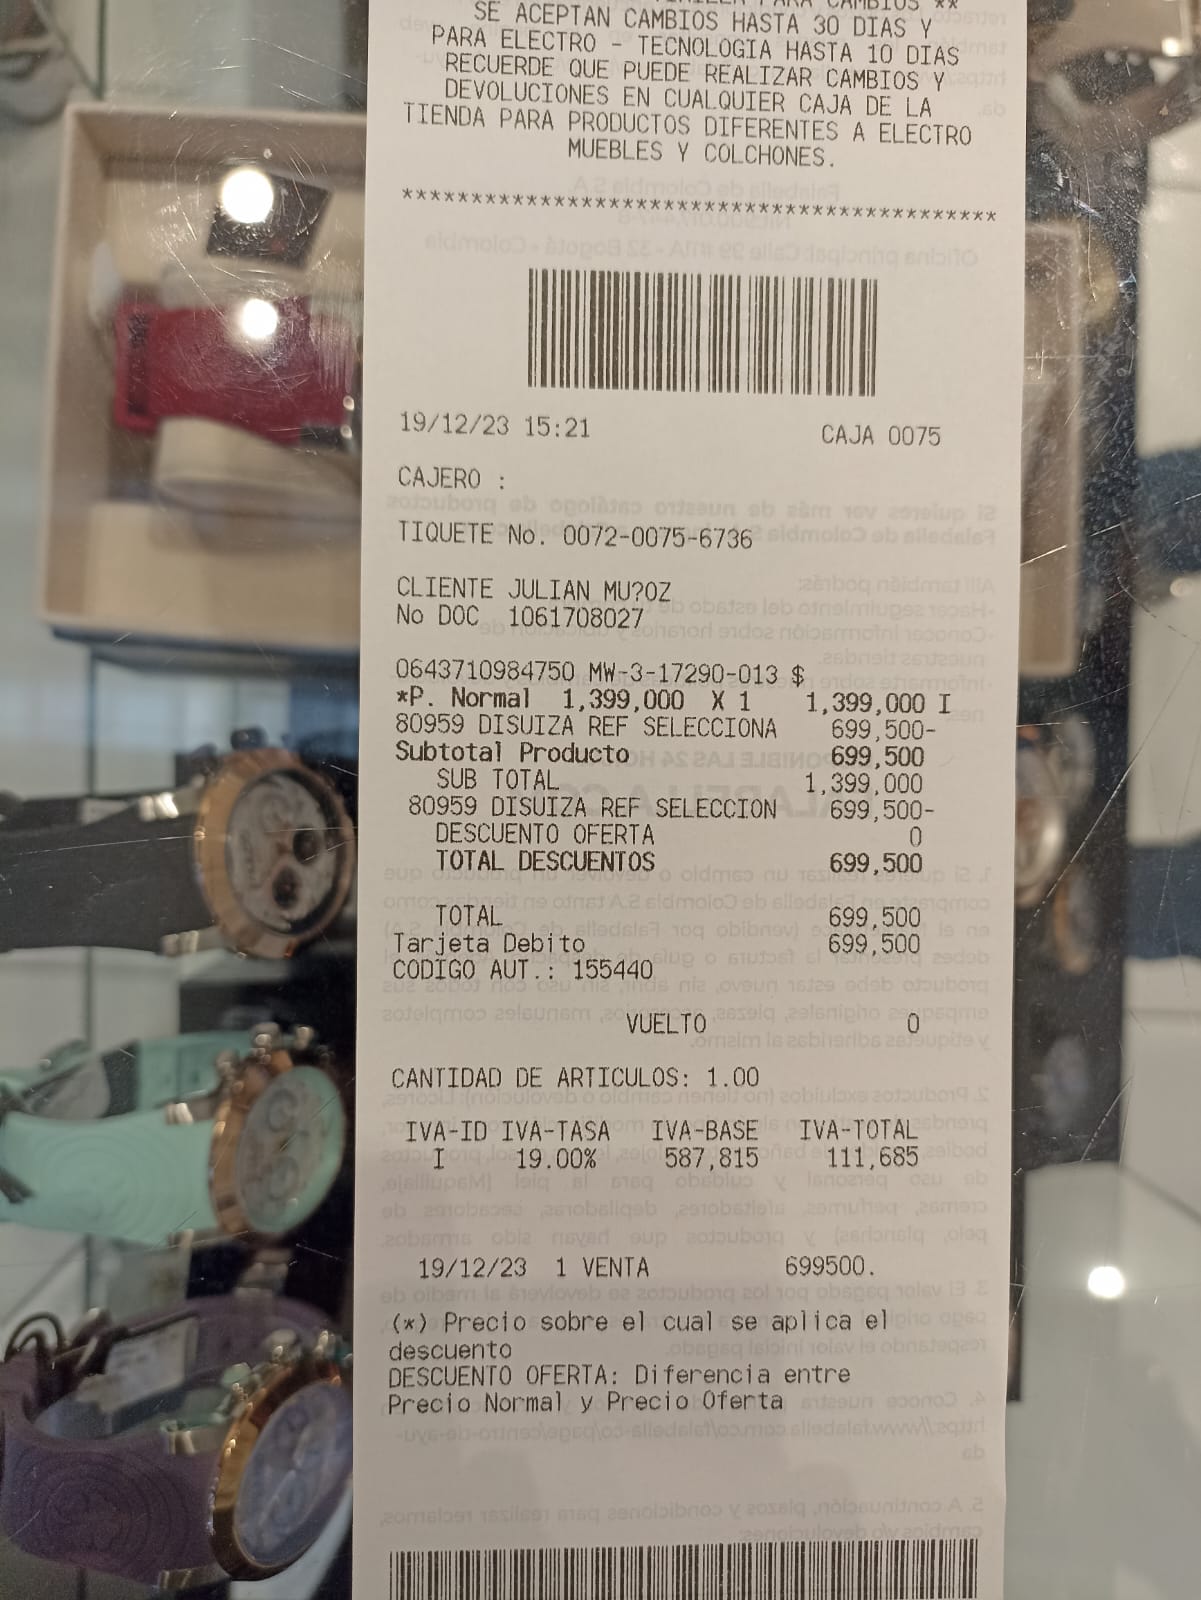 PARA CAMBIOS **
SE ACEPTAN CAMBIOS HASTA 30 DIAS Y
PARA ELECTRO - TECNOLOGIA HASTA 10 DIAS
RECUERDE QUE PUEDE REALIZAR CAMBIOS Y
DEVOLUCIONES EN CUALQUIER CAJA DE LA
TIENDA PARA PRODUCTOS DIFERENTES A ELECTRO
MUEBLES Y COLCHONES.
********************************************
19/12/23 15:21 CAJA 0075
CAJERO :
TIQUETE No. 0072-0075-6736
CLIENTE JULIAN MU?OZ
No DOC 1061708027
0643710984750 MW-3-17290-013 $
*P. Normal 1,399,000 X 1 1,399,000 I
80959 DISUIZA REF SELECCIONA 699,500-
Subtotal Producto 699,500
SUB TOTAL 1,399,000
80959 DISUIZA REF SELECCION 699,500-
DESCUENTO OFERTA 0
TOTAL DESCUENTOS 699,500
TOTAL 699,500
Tarjeta Debito 699,500
CODIGO AUT.: 155440
VUELTO 0
CANTIDAD DE ARTICULOS: 1.00
IVA-ID IVA-TASA IVA-BASE IVA-TOTAL
I 19.00% 587,815 111,685
19/12/23 1 VENTA 699500.
(*) Precio sobre el cual se aplica el
descuento
DESCUENTO OFERTA: Diferencia entre
Precio Normal y Precio Oferta